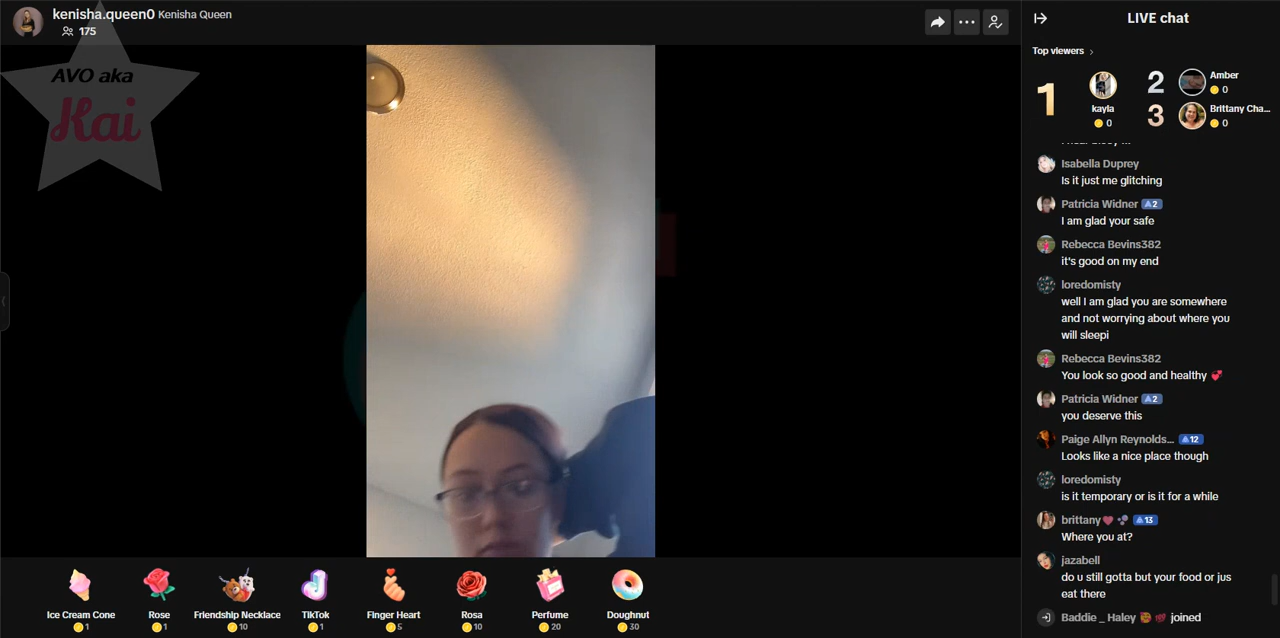 kenisha.queen0 Kenisha Queen
175
AVO aka
Kai
Ice Cream Cone
1
Rose
1
Friendship Necklace
10
TikTok
1
Finger Heart
5
Rosa
10
Perfume
20
Doughnut
30
LIVE chat
Top viewers >
1
kayla
0
2
Amber
0
3
Brittany Cha...
0
Isabella Duprey
Is it just me glitching
Patricia Widner 2
I am glad your safe
Rebecca Bevins382
it's good on my end
loredomisty
well I am glad you are somewhere
and not worrying about where you
will sleepi
Rebecca Bevins382
You look so good and healthy 💕
Patricia Widner 2
you deserve this
Paige Allyn Reynolds... 12
Looks like a nice place though
loredomisty
is it temporary or is it for a while
brittany 13
Where you at?
jazabell
do u still gotta but your food or jus
eat there
Baddie _ Haley joined